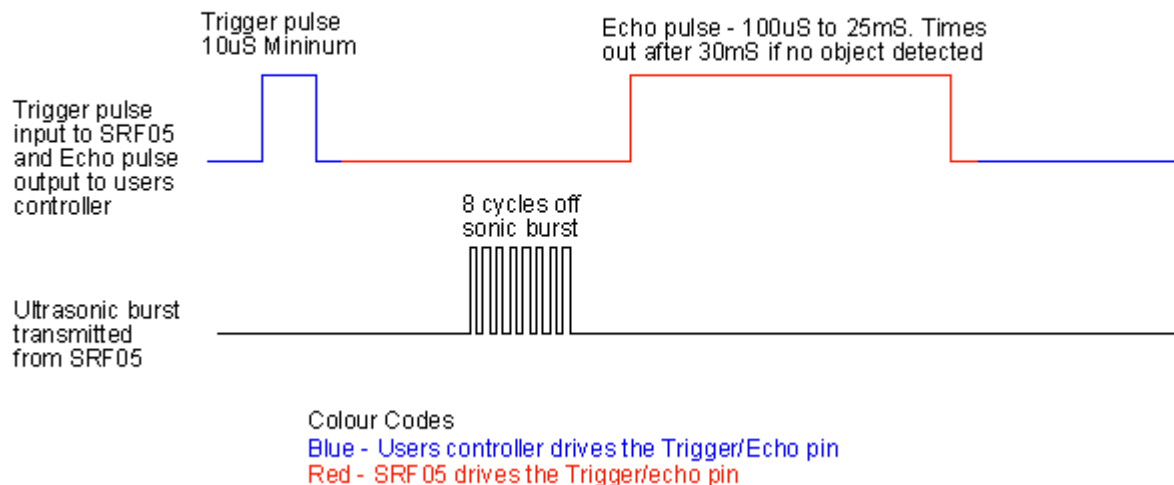 Trigger pulse
10uS Mininum
Echo pulse - 100uS to 25mS. Times
out after 30mS if no object detected
Trigger pulse
input to SRF05
and Echo pulse
output to users
controller
8 cycles off
sonic burst
Ultrasonic burst
transmitted
from SRF05
Colour Codes
Blue - Users controller drives the Trigger/Echo pin
Red - SRF05 drives the Trigger/echo pin